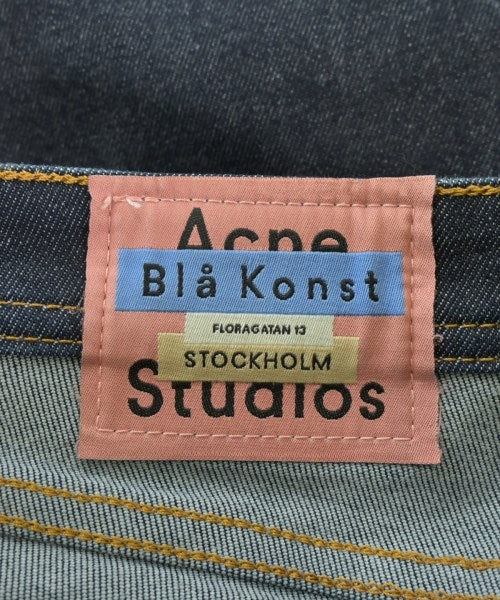 Acne
Blå Konst
FLORAGATAN 13
STOCKHOLM
Studios